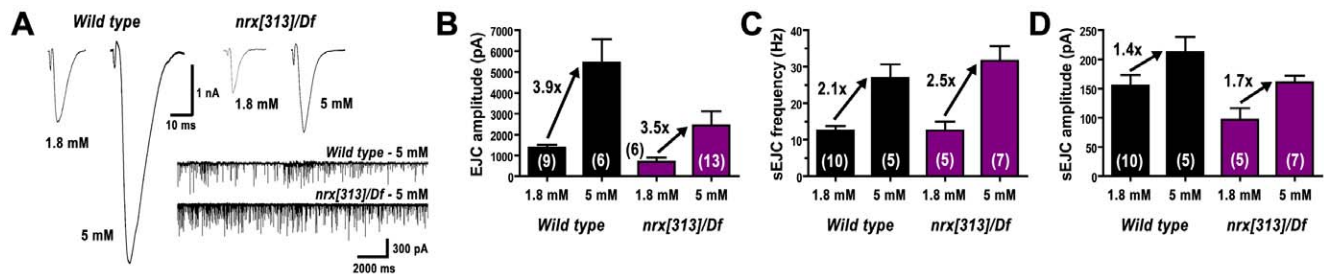 A
Wild type
nrx[313]/Df
1.8 mM
5 mM
1 nA
10 ms
1.8 mM
5 mM
Wild type - 5 mM
nrx[313]/Df - 5 mM
300 pA
2000 ms
B
EJC amplitude (pA)
7000
6000
5000
4000
3000
2000
1000
0
3.9x
3.5x
(9)
(6)
(6)
(13)
1.8 mM
5 mM
1.8 mM
5 mM
Wild type
nrx[313]/Df
C
sEJC frequency (Hz)
40
30
20
10
0
2.1x
2.5x
(10)
(5)
(5)
(7)
1.8 mM
5 mM
1.8 mM
5 mM
Wild type
nrx[313]/Df
D
sEJC amplitude (pA)
250
200
150
100
50
0
1.4x
1.7x
(10)
(5)
(5)
(7)
1.8 mM
5 mM
1.8 mM
5 mM
Wild type
nrx[313]/Df